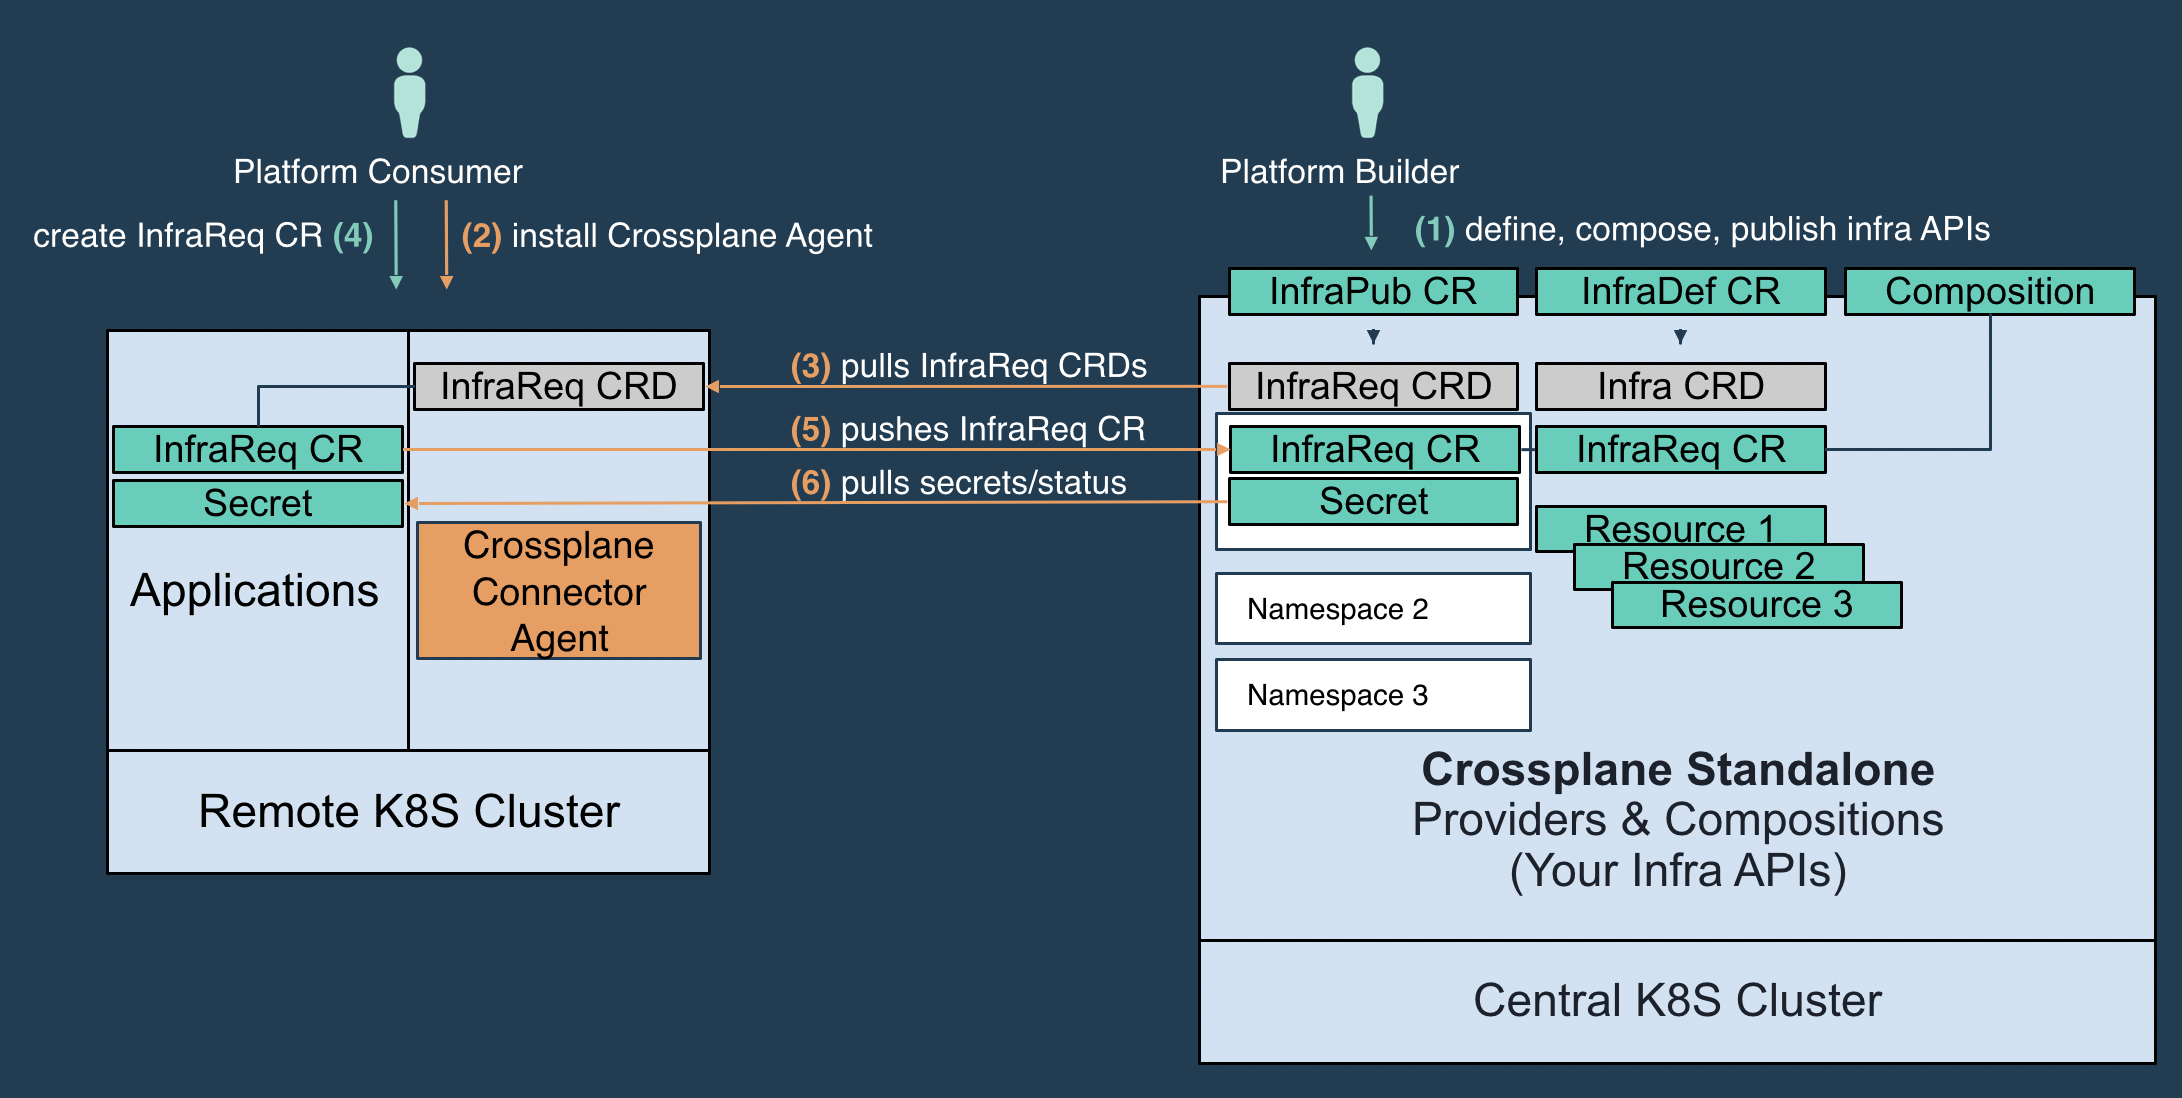 Platform Consumer
create InfraReq CR (4)
(2) install Crossplane Agent
Platform Builder
(1) define, compose, publish infra APIs
InfraPub CR
InfraDef CR
Composition
InfraReq CRD
(3) pulls InfraReq CRDs
InfraReq CRD
Infra CRD
InfraReq CR
(5) pushes InfraReq CR
InfraReq CR
InfraReq CR
Secret
(6) pulls secrets/status
Secret
Resource 1
Resource 2
Resource 3
Applications
Crossplane
Connector
Agent
Namespace 2
Namespace 3
Remote K8S Cluster
Crossplane Standalone
Providers & Compositions
(Your Infra APIs)
Central K8S Cluster